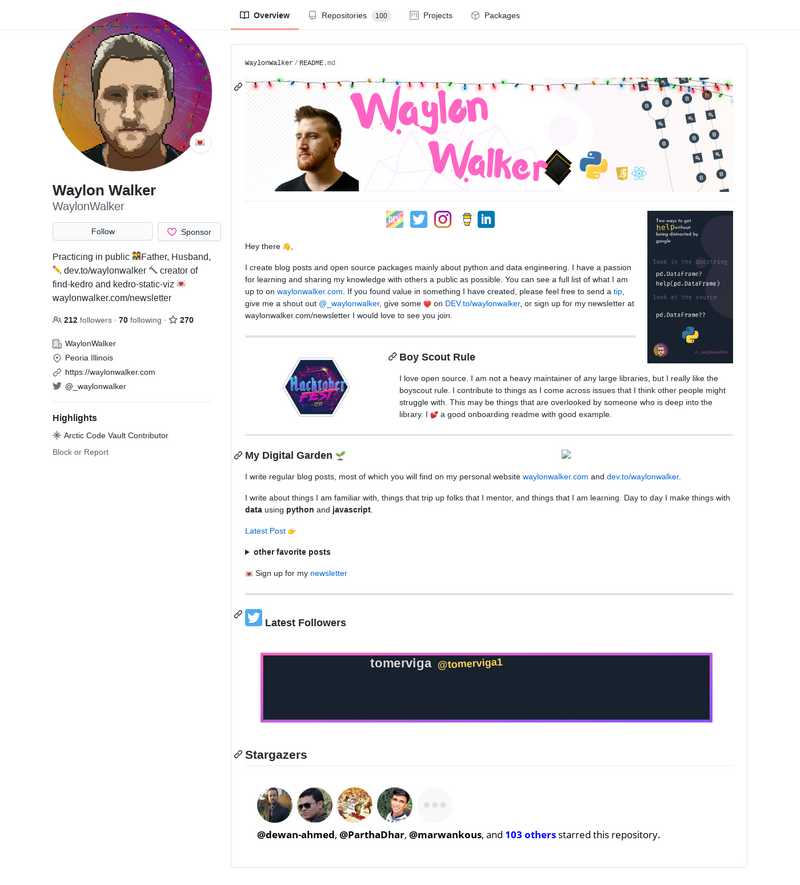 Overview
Repositories 100
Projects
Packages
Waylon Walker
WaylonWalker
Follow
Sponsor
Practicing in public 👨‍👩‍👧‍👧Father, Husband,
✏️ dev.to/waylonwalker 🔨 creator of
find-kedro and kedro-static-viz 💌
waylonwalker.com/newsletter
212 followers · 70 following · 270
WaylonWalker
Peoria Illinois
https://waylonwalker.com
@_waylonwalker
Highlights
Arctic Code Vault Contributor
Block or Report
WaylonWalker / README.md
Waylon
Walker
Hey there 👋,
I create blog posts and open source packages mainly about python and data engineering. I have a passion
for learning and sharing my knowledge with others a public as possible. You can see a full list of what I am
up to on waylonwalker.com. If you found value in something I have created, please feel free to send a tip,
give me a shout out @_waylonwalker, give some ❤️ on DEV.to/waylonwalker, or sign up for my newsletter at
waylonwalker.com/newsletter I would love to see you join.
Two ways to get
help without
being distracted by
google
look in the docstring
pd.DataFrame?
help(pd.DataFrame)
look at the source
pd.DataFrame??
Hacktober
FEST
Boy Scout Rule
I love open source. I am not a heavy maintainer of any large libraries, but I really like the
boyscout rule. I contribute to things as I come across issues that I think other people might
struggle with. This may be things that are overlooked by someone who is deep into the
library. I 💕 a good onboarding readme with good example.
My Digital Garden 🌱
I write regular blog posts, most of which you will find on my personal website waylonwalker.com and dev.to/waylonwalker.
I write about things I am familiar with, things that trip up folks that I mentor, and things that I am learning. Day to day I make things with
data using python and javascript.
Latest Post 👉
▶ other favorite posts
💌 Sign up for my newsletter
Latest Followers
tomerviga @tomerviga1
Stargazers
@dewan-ahmed, @ParthaDhar, @marwankous, and 103 others starred this repository.